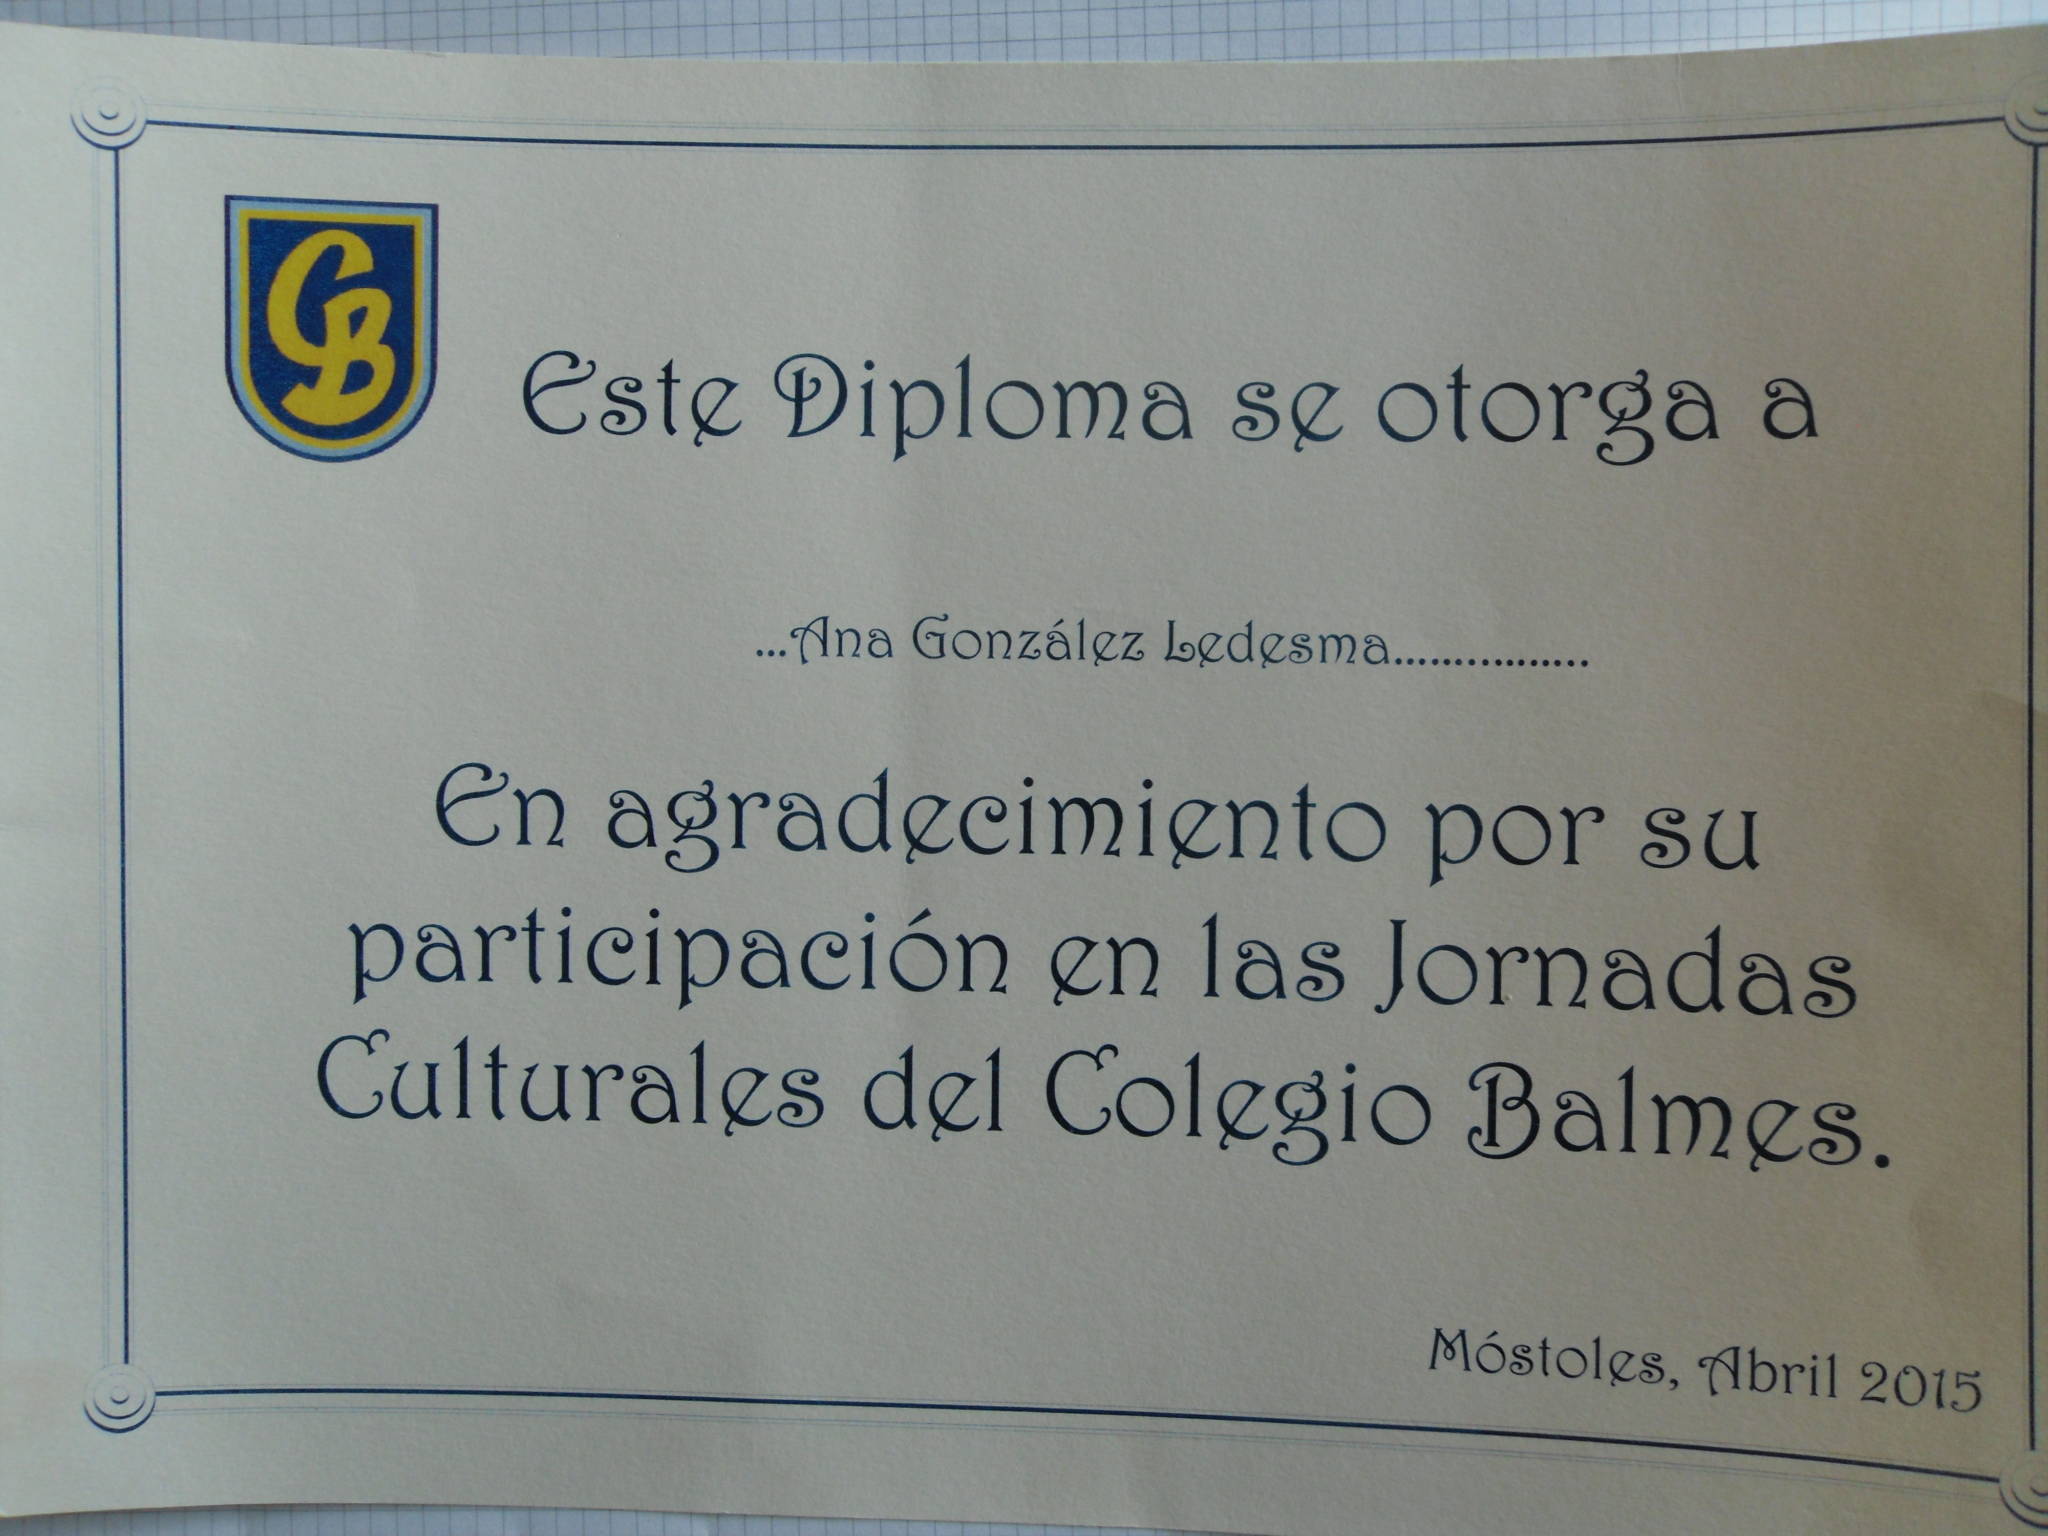 CB
Este Diploma se otorga a
...Ana González Ledesma................
En agradecimiento por su
participación en las Jornadas
Culturales del Colegio Balmes.
Móstoles, Abril 2015